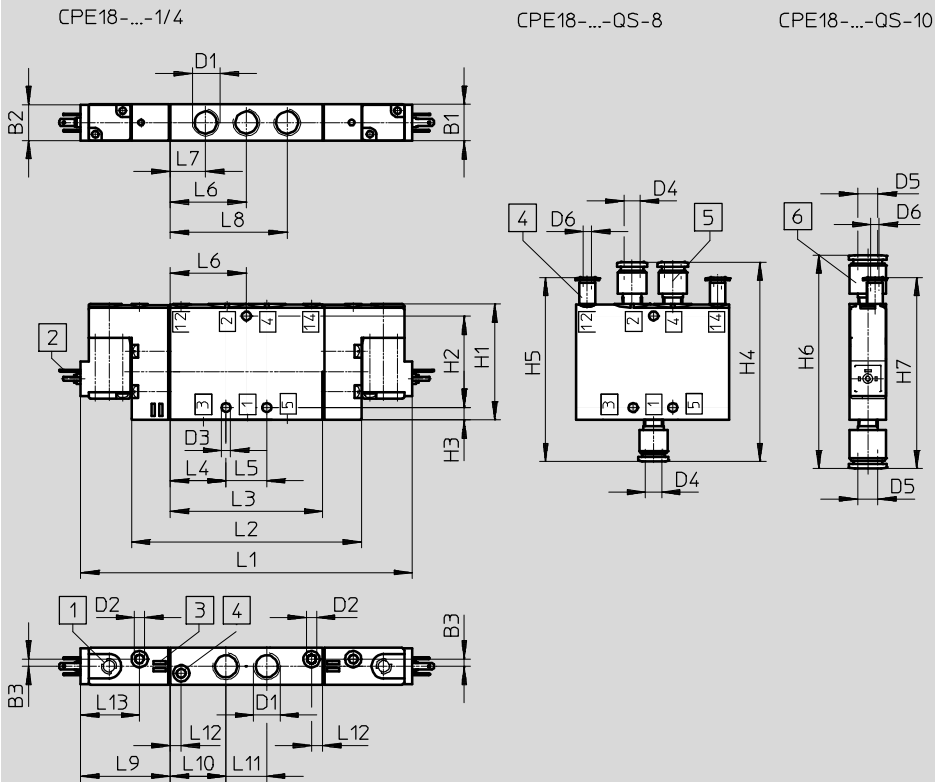 CPE18-...-1/4
CPE18-...-QS-8
CPE18-...-QS-10
D1
B2
B1
L7
L6
L8
D4
D5
4
D6
5
6
D6
L6
12
2
4
14
12
2
4
14
2
H2
H1
H5
H4
H6
H7
3
1
5
3
1
5
D3
H3
L4
L5
L3
D4
D5
L2
L1
1
D2
3
4
D2
B3
B3
L13
D1
L12
L12
L9
L10
L11